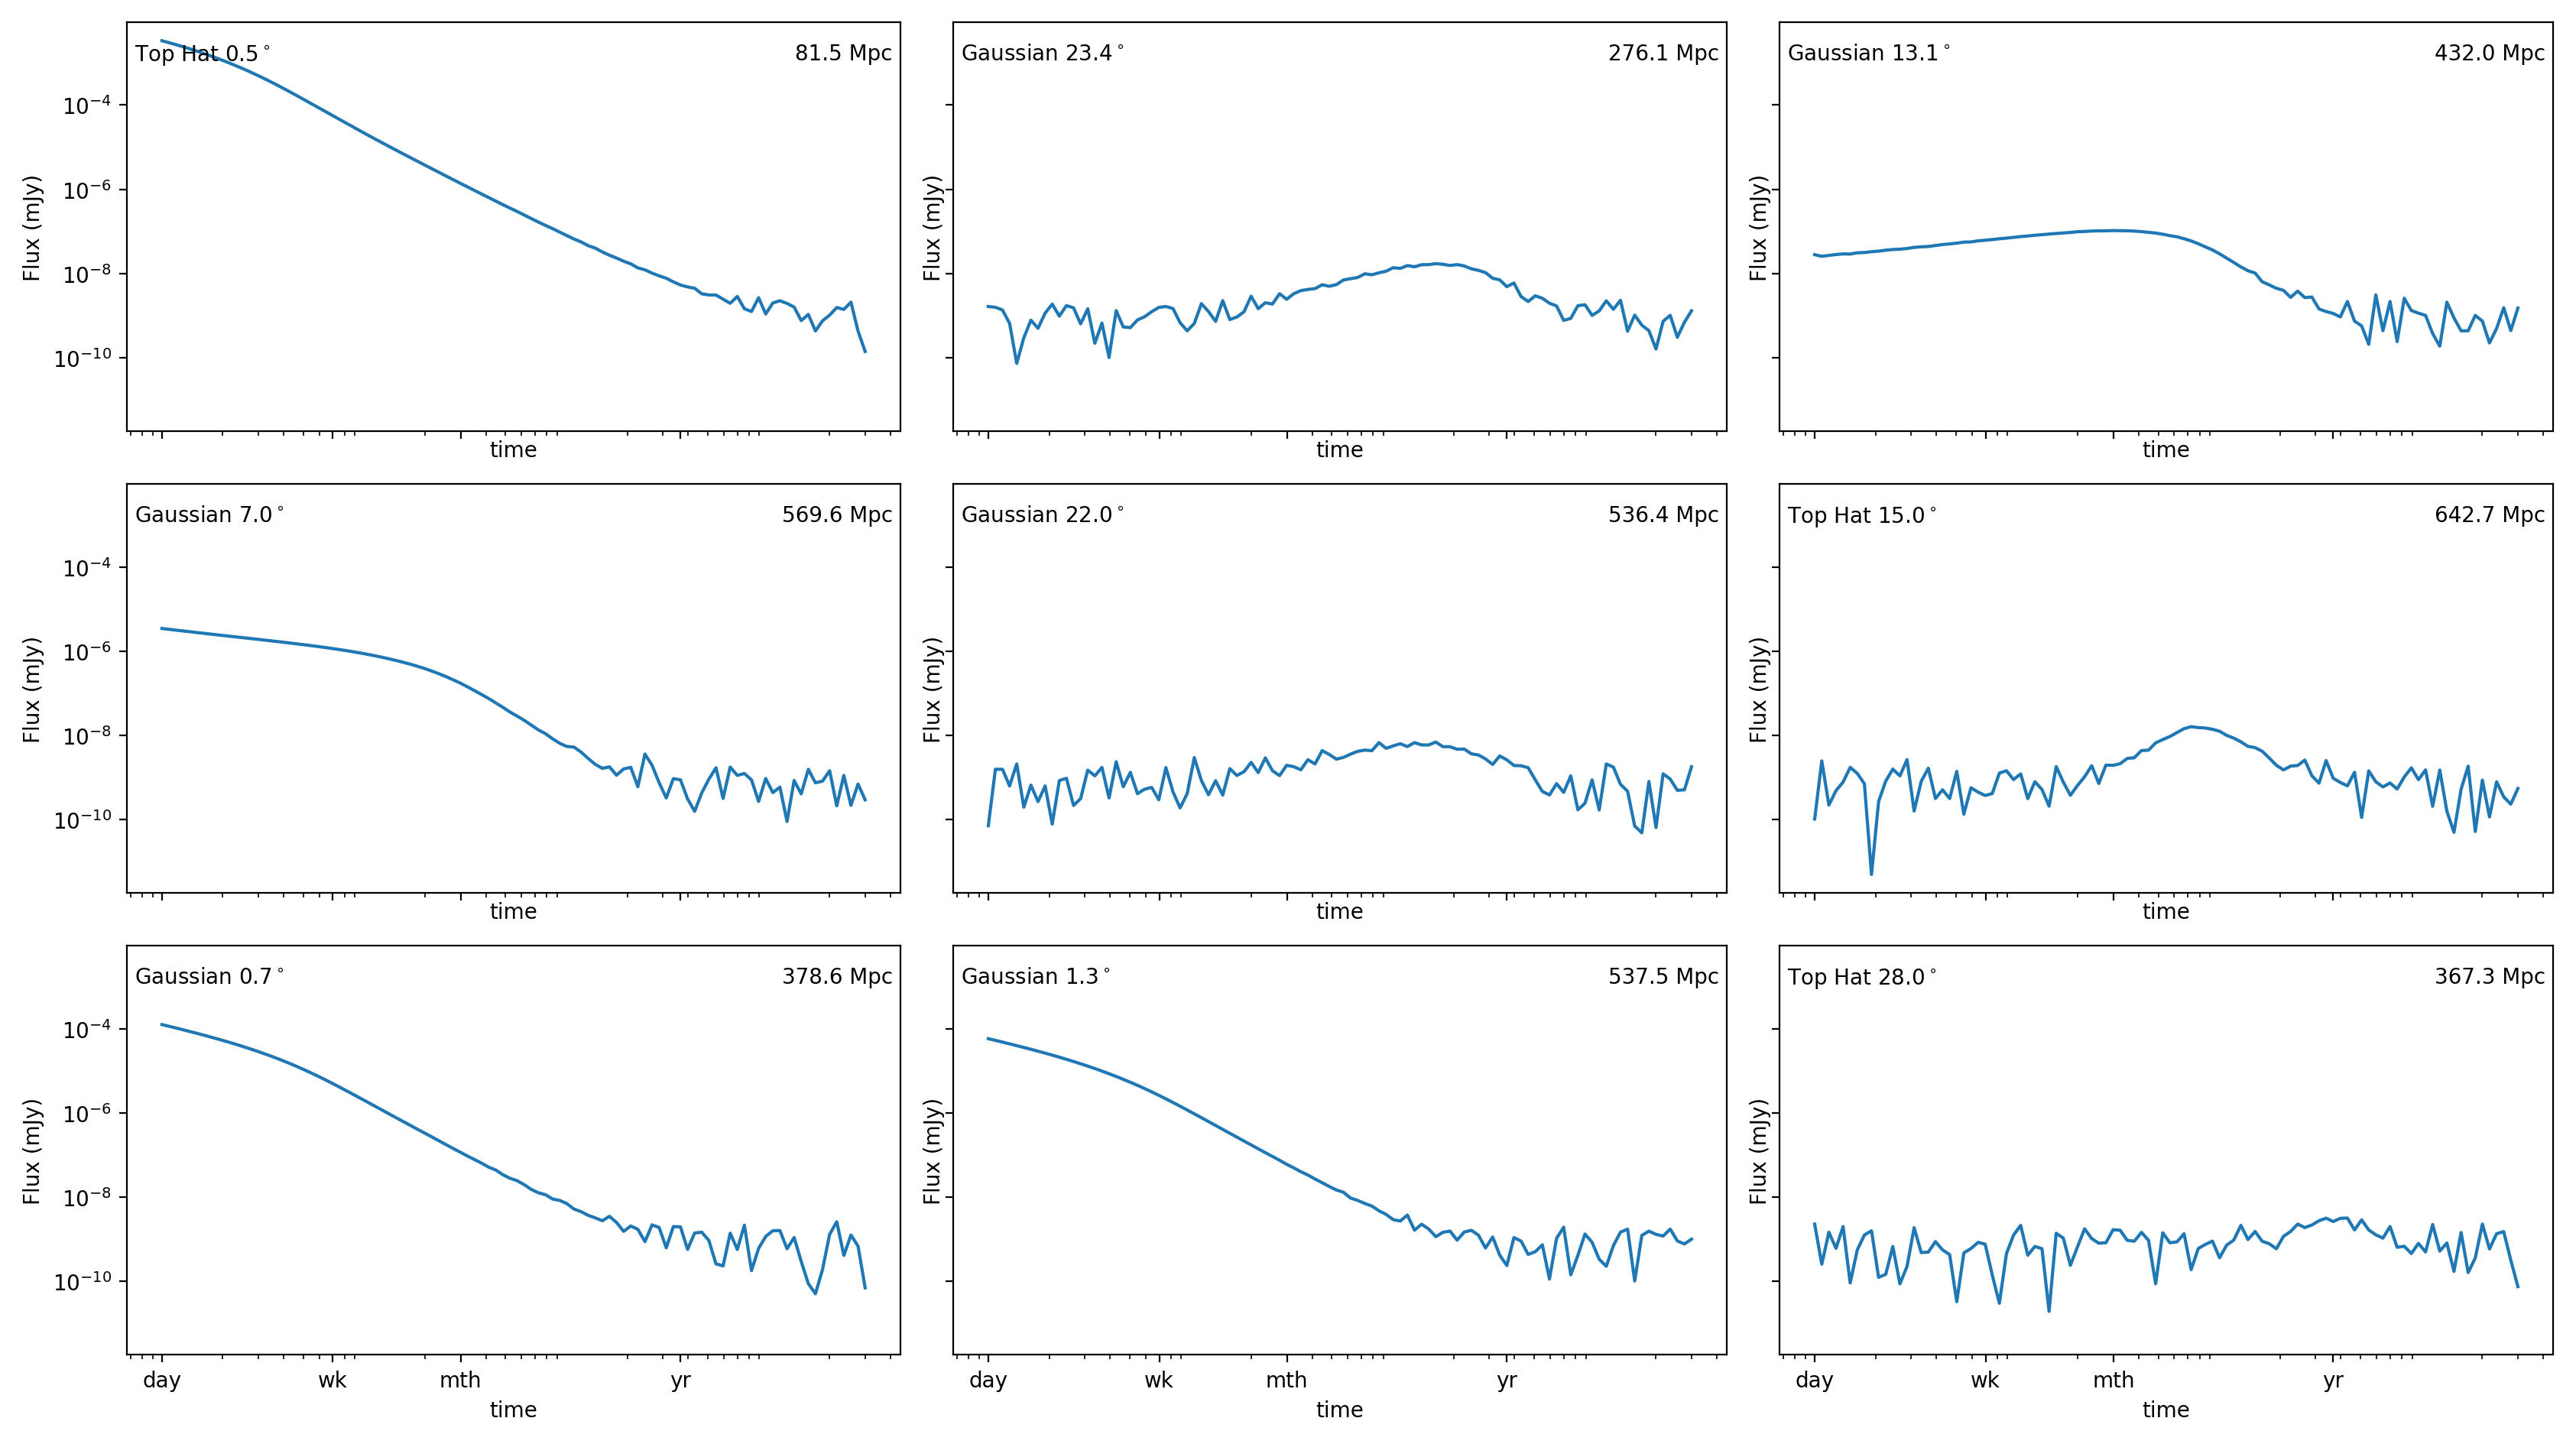 Top Hat 0.5°
81.5 Mpc
Flux (mJy)
10⁻⁴
10⁻⁶
10⁻⁸
10⁻¹⁰
time
Gaussian 23.4°
276.1 Mpc
Flux (mJy)
time
Gaussian 13.1°
432.0 Mpc
Flux (mJy)
time
Gaussian 7.0°
569.6 Mpc
Flux (mJy)
10⁻⁴
10⁻⁶
10⁻⁸
10⁻¹⁰
time
Gaussian 22.0°
536.4 Mpc
Flux (mJy)
time
Top Hat 15.0°
642.7 Mpc
Flux (mJy)
time
Gaussian 0.7°
378.6 Mpc
Flux (mJy)
10⁻⁴
10⁻⁶
10⁻⁸
10⁻¹⁰
day wk mth yr
time
Gaussian 1.3°
537.5 Mpc
Flux (mJy)
day wk mth yr
time
Top Hat 28.0°
367.3 Mpc
Flux (mJy)
day wk mth yr
time